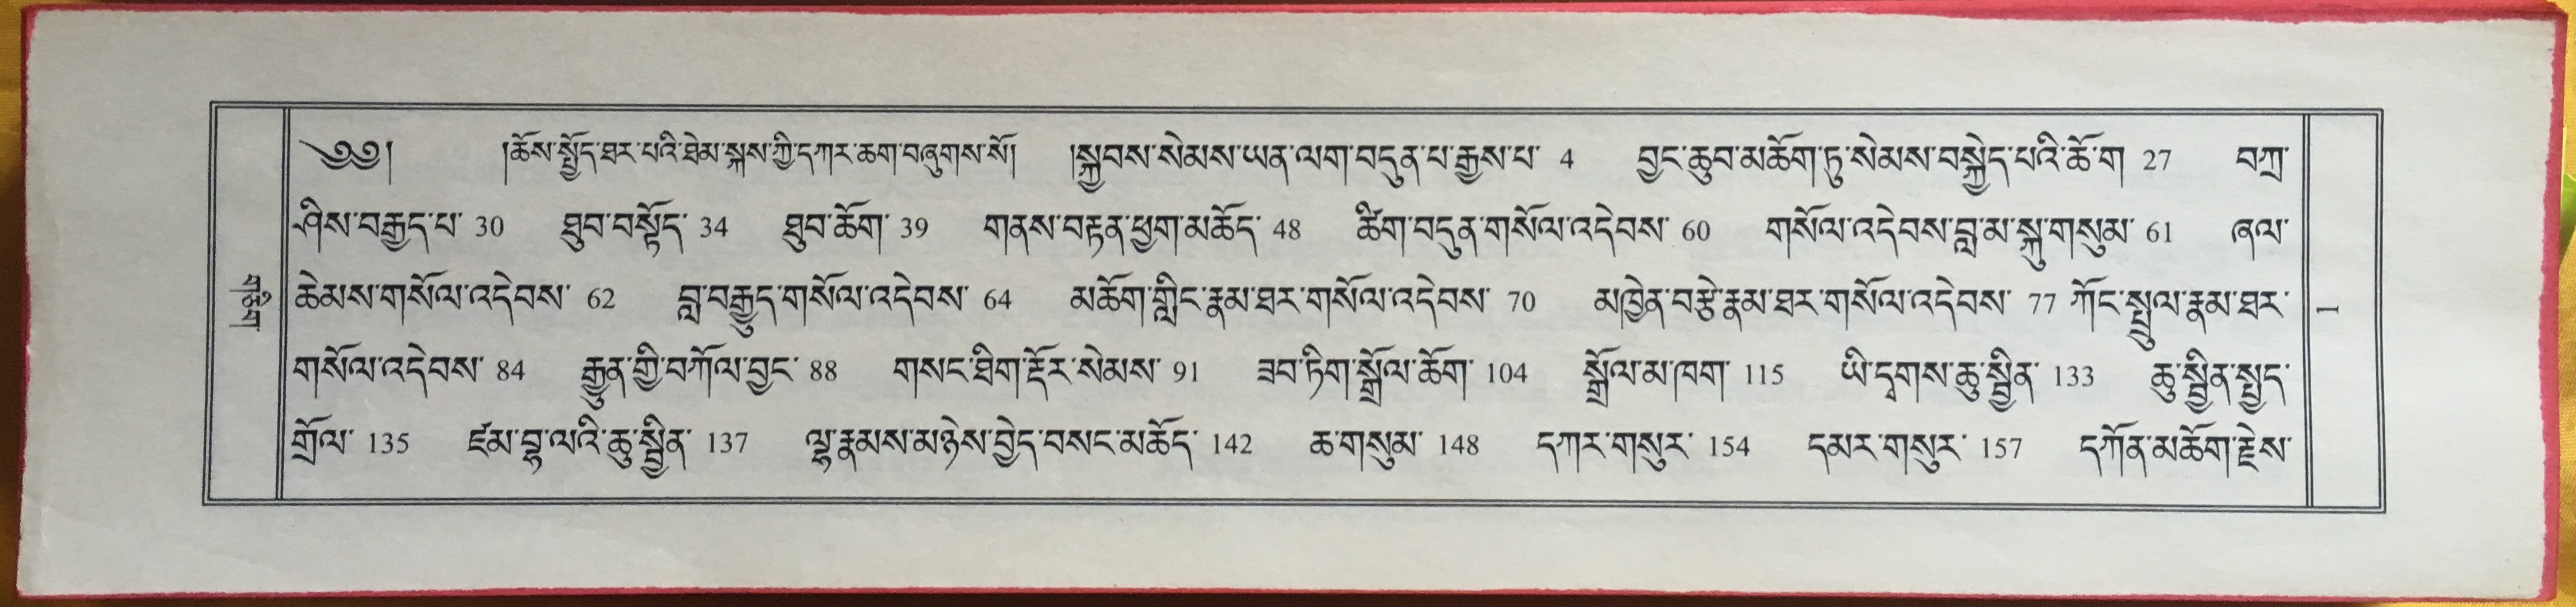 ༄༅། །ཆོས་སྤྱོད་ཐར་པའི་ཐེམ་སྐས་ཀྱི་དཀར་ཆག་བཞུགས་སོ། །སྐྱབས་སེམས་ཡན་ལག་བདུན་པ་རྒྱས་པ་ 4 བྱང་ཆུབ་མཆོག་ཏུ་སེམས་བསྐྱེད་པའི་ཆོ་ག 27 བཀྲ་
ཤིས་བརྒྱད་པ་ 30 ཐུབ་བསྟོད་ 34 ཐུབ་ཆོག་ 39 གནས་བརྟན་ཕྱག་མཆོད་ 48 ཚིག་བདུན་གསོལ་འདེབས་ 60 གསོལ་འདེབས་བླ་མ་སྐུ་གསུམ་ 61 ཞལ་
ཆེམས་གསོལ་འདེབས་ 62 བླ་བརྒྱུད་གསོལ་འདེབས་ 64 མཆོག་གླིང་རྣམ་ཐར་གསོལ་འདེབས་ 70 མཁྱེན་བརྩེ་རྣམ་ཐར་གསོལ་འདེབས་ 77 ཀོང་སྤྲུལ་རྣམ་ཐར་
གསོལ་འདེབས་ 84 རྒྱུན་གྱི་བཀོལ་བྱང་ 88 གསང་ཐིག་རྡོར་སེམས་ 91 ཟབ་ཏིག་སྒྲོལ་ཆོག་ 104 སྒྲོལ་མ་ཁག་ 115 ཡི་དྭགས་ཆུ་སྦྱིན་ 133 ཆུ་སྦྱིན་སྤྱད་
གྲོལ་ 135 ཛམ་བྷ་ལའི་ཆུ་སྦྱིན་ 137 ལྷ་རྣམས་མཉེས་བྱེད་བསང་མཆོད་ 142 ཆ་གསུམ་ 148 དཀར་གསུར་ 154 དམར་གསུར་ 157 དཀོན་མཆོག་རྗེས་